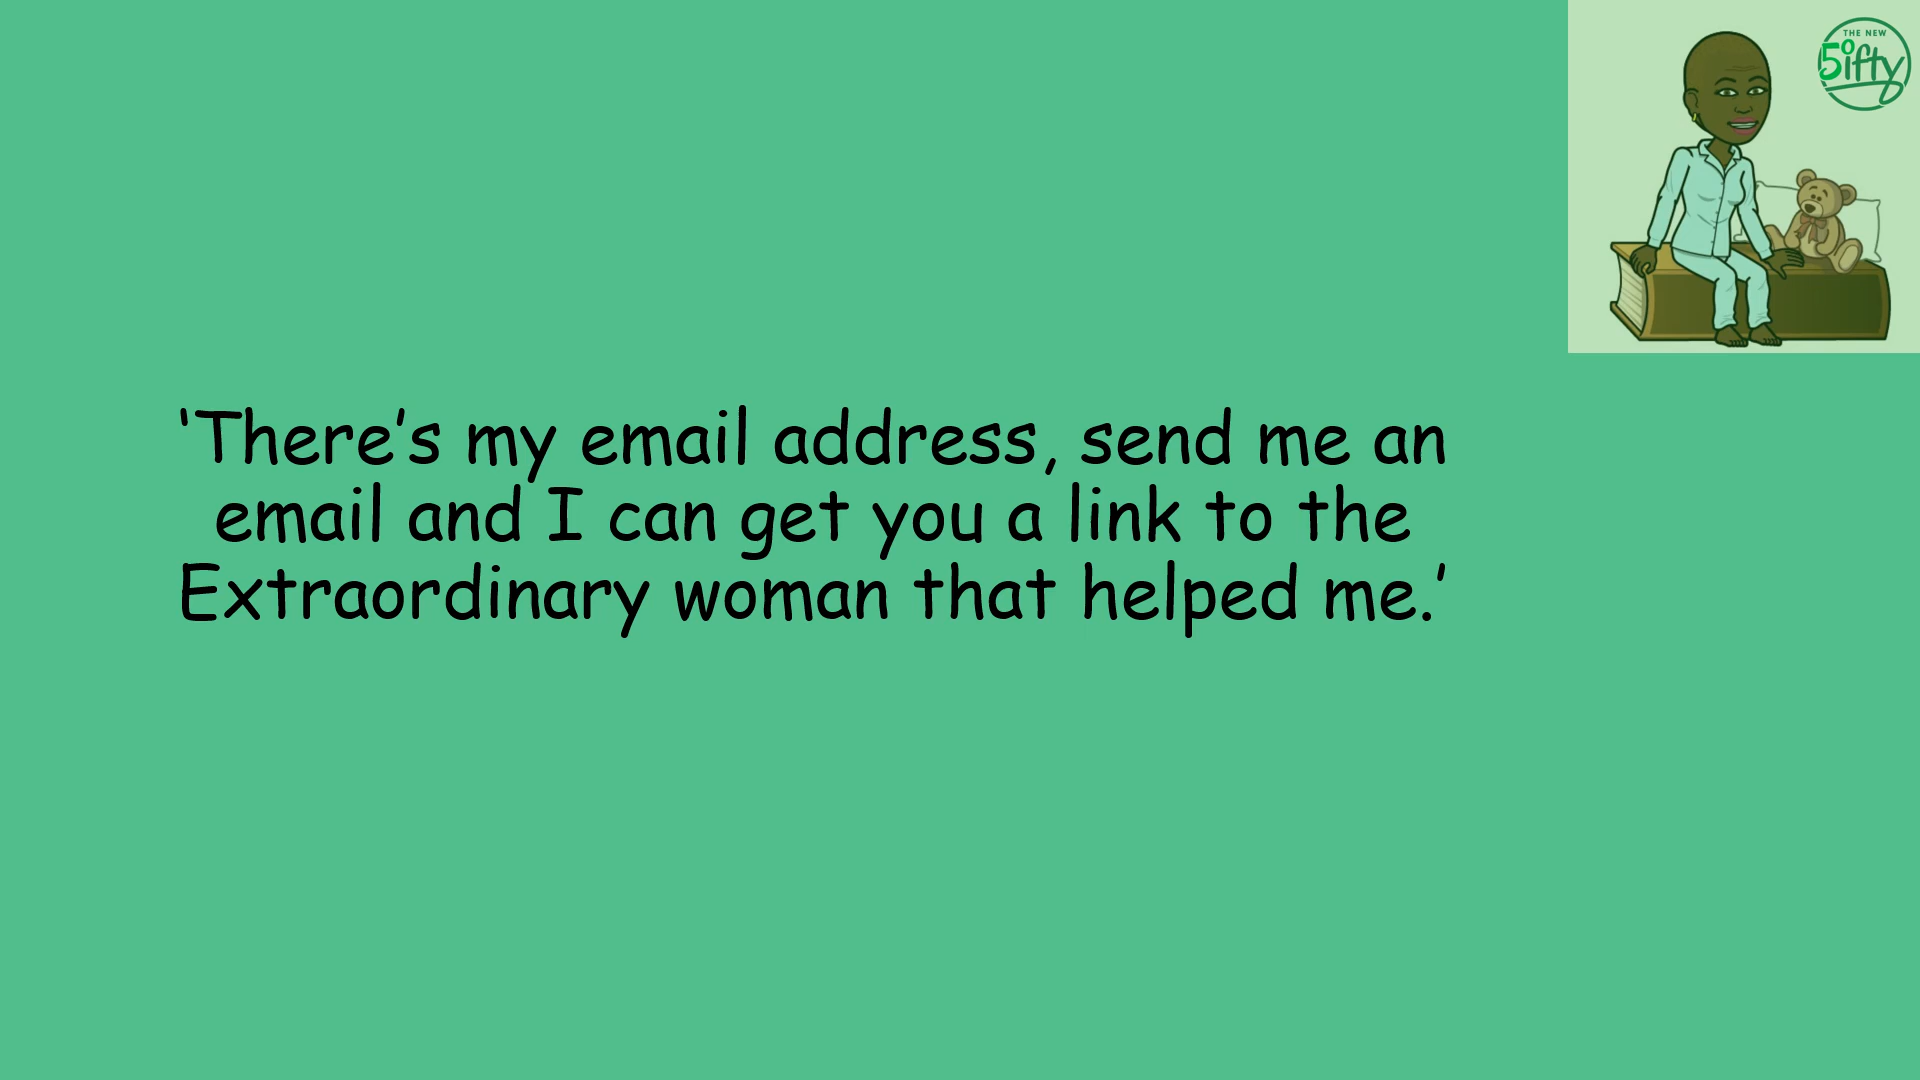 THE NEW
50ifty
‘There’s my email address, send me an
email and I can get you a link to the
Extraordinary woman that helped me.’